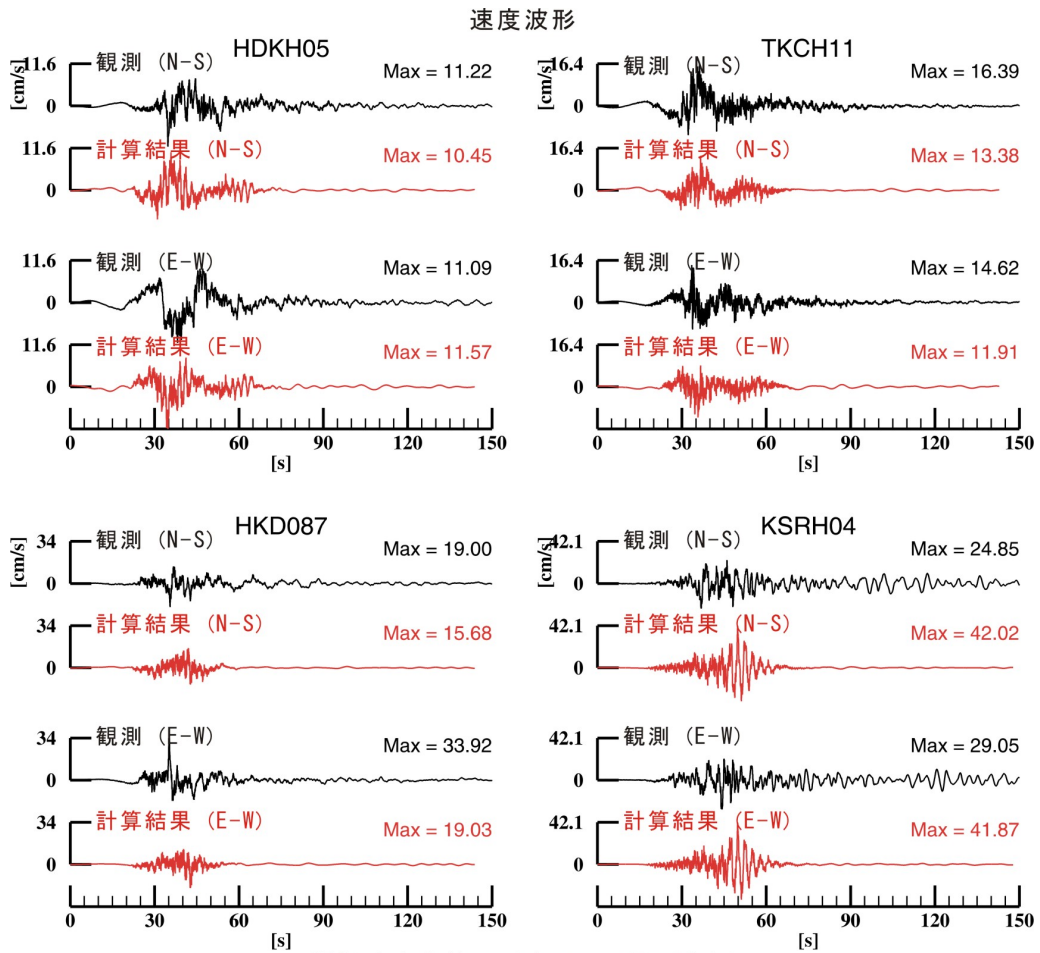 速度波形
HDKH05
[cm/s]
11.6
観測 (N-S)
Max = 11.22
0
11.6
計算結果 (N-S)
Max = 10.45
0
11.6
観測 (E-W)
Max = 11.09
0
11.6
計算結果 (E-W)
Max = 11.57
0
0 30 60 90 120 150
[s]
TKCH11
[cm/s]
16.4
観測 (N-S)
Max = 16.39
0
16.4
計算結果 (N-S)
Max = 13.38
0
16.4
観測 (E-W)
Max = 14.62
0
16.4
計算結果 (E-W)
Max = 11.91
0
0 30 60 90 120 150
[s]
HKD087
[cm/s]
34
観測 (N-S)
Max = 19.00
0
34
計算結果 (N-S)
Max = 15.68
0
34
観測 (E-W)
Max = 33.92
0
34
計算結果 (E-W)
Max = 19.03
0
0 30 60 90 120 150
[s]
KSRH04
[cm/s]
42.1
観測 (N-S)
Max = 24.85
0
42.1
計算結果 (N-S)
Max = 42.02
0
42.1
観測 (E-W)
Max = 29.05
0
42.1
計算結果 (E-W)
Max = 41.87
0
0 30 60 90 120 150
[s]